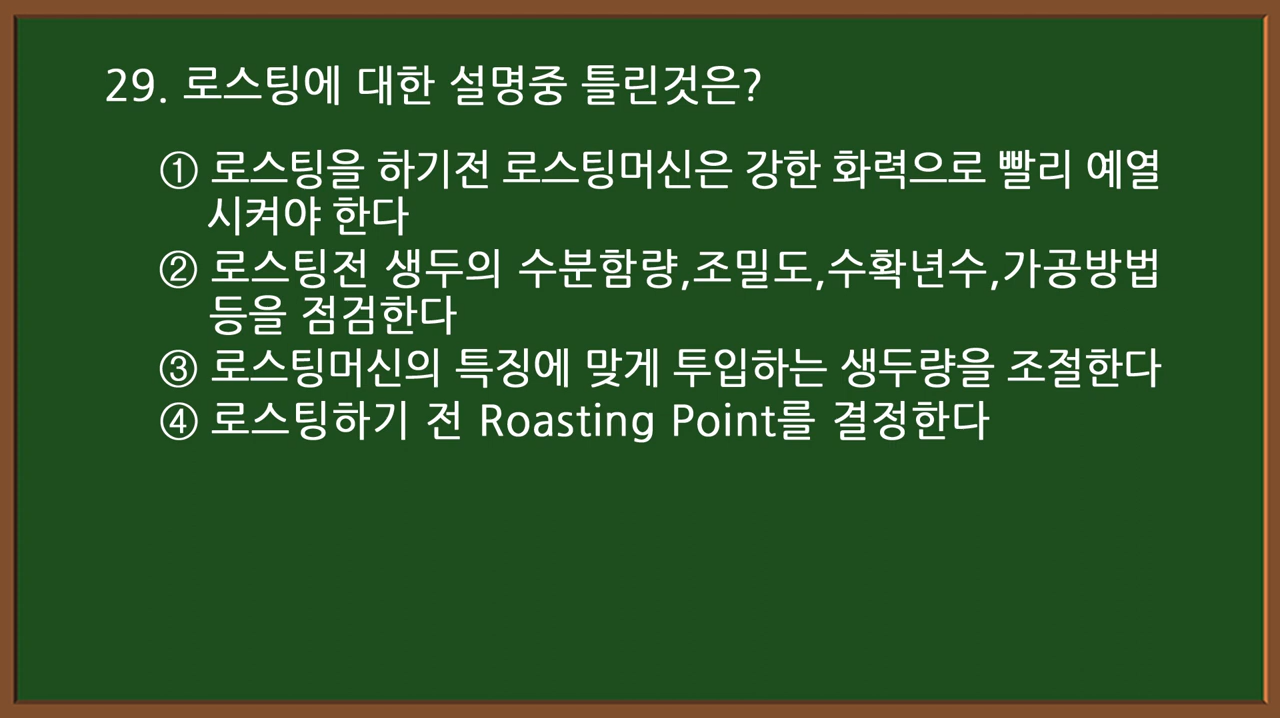 29. 로스팅에 대한 설명중 틀린것은?
① 로스팅을 하기전 로스팅머신은 강한 화력으로 빨리 예열
시켜야 한다
② 로스팅전 생두의 수분함량,조밀도,수확년수,가공방법
등을 점검한다
③ 로스팅머신의 특징에 맞게 투입하는 생두량을 조절한다
④ 로스팅하기 전 Roasting Point를 결정한다